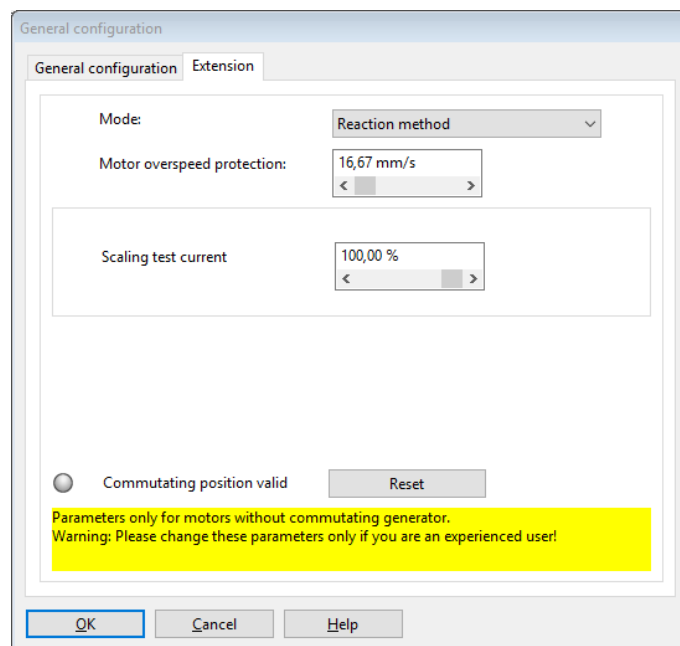 General configuration
General configuration Extension
Mode: Reaction method
Motor overspeed protection: 16,67 mm/s
Scaling test current 100,00 %
Commutating position valid Reset
Parameters only for motors without commutating generator.
Warning: Please change these parameters only if you are an experienced user!
OK Cancel Help